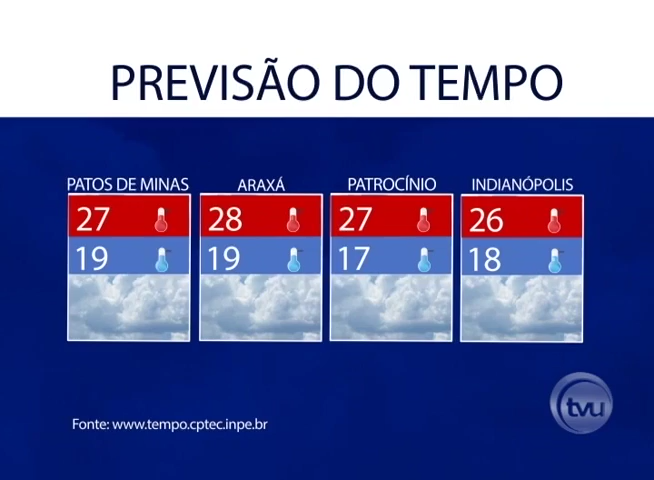 PREVISÃO DO TEMPO
PATOS DE MINAS
27
19
ARAXÁ
28
19
PATROCÍNIO
27
17
INDIANÓPOLIS
26
18
Fonte: www.tempo.cptec.inpe.br
tvu